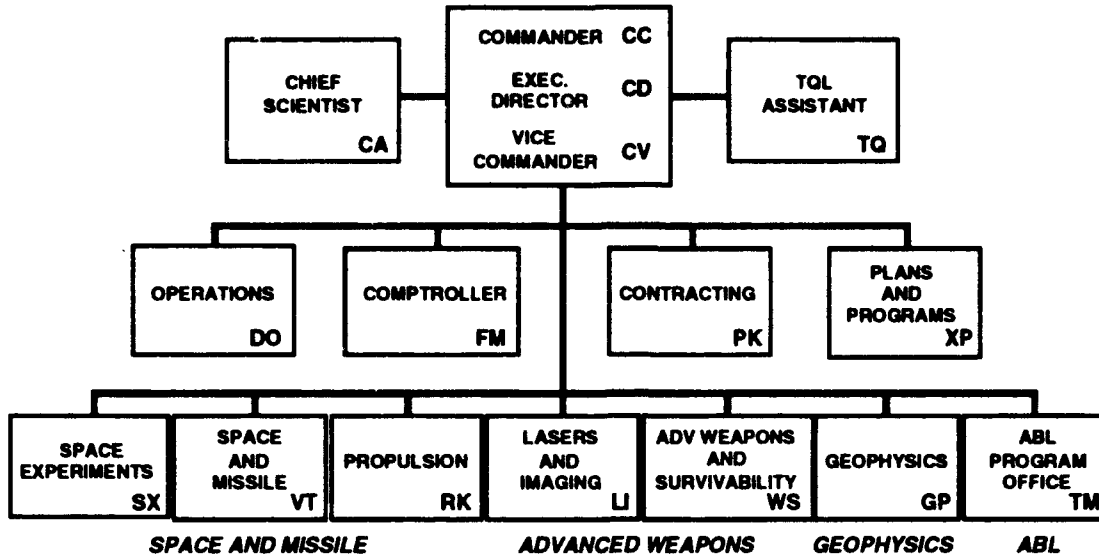 COMMANDER CC
EXEC.
DIRECTOR CD
VICE
COMMANDER CV
CHIEF
SCIENTIST
CA
TQL
ASSISTANT
TQ
OPERATIONS
DO
COMPTROLLER
FM
CONTRACTING
PK
PLANS
AND
PROGRAMS
XP
SPACE
EXPERIMENTS
SX
SPACE
AND
MISSILE
VT
PROPULSION
RK
LASERS
AND
IMAGING
LI
ADV WEAPONS
AND
SURVIVABILITY
WS
GEOPHYSICS
GP
ABL
PROGRAM
OFFICE
TM
SPACE AND MISSILE
ADVANCED WEAPONS
GEOPHYSICS
ABL